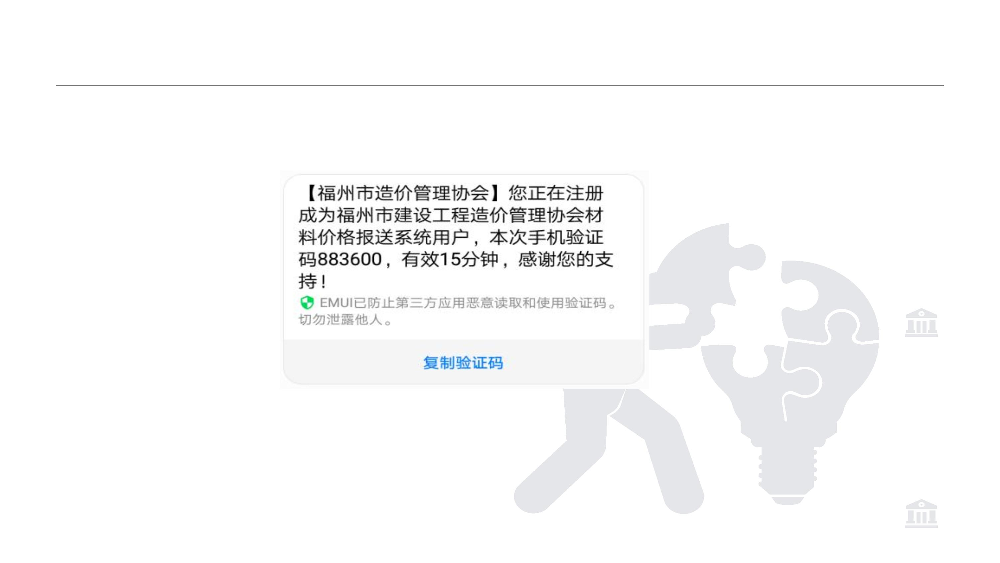 【福州市造价管理协会】您正在注册
成为福州市建设工程造价管理协会材
料价格报送系统用户，本次手机验证
码883600，有效15分钟，感谢您的支
持！
EMUI已防止第三方应用恶意读取和使用验证码。
切勿泄露他人。
复制验证码